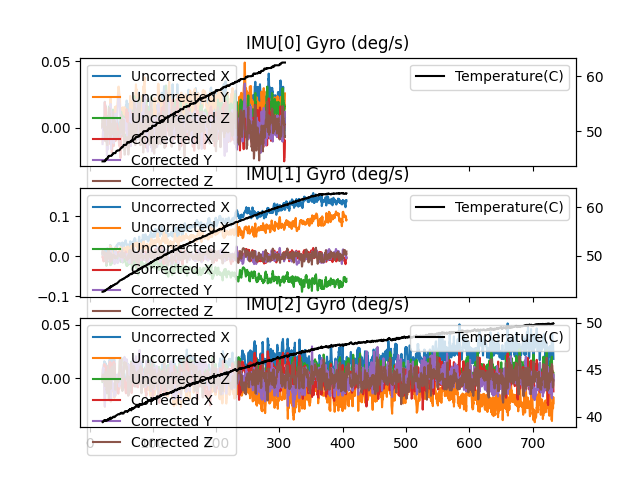 IMU[0] Gyro (deg/s)
0.05
0.00
Uncorrected X
Uncorrected Y
Uncorrected Z
Corrected X
Corrected Y
Corrected Z
Temperature(C)
60
50
IMU[1] Gyro (deg/s)
0.1
0.0
−0.1
Uncorrected X
Uncorrected Y
Uncorrected Z
Corrected X
Corrected Y
Corrected Z
Temperature(C)
60
50
IMU[2] Gyro (deg/s)
0.05
0.00
Uncorrected X
Uncorrected Y
Uncorrected Z
Corrected X
Corrected Y
Corrected Z
Temperature(C)
50
45
40
0 100 200 300 400 500 600 700